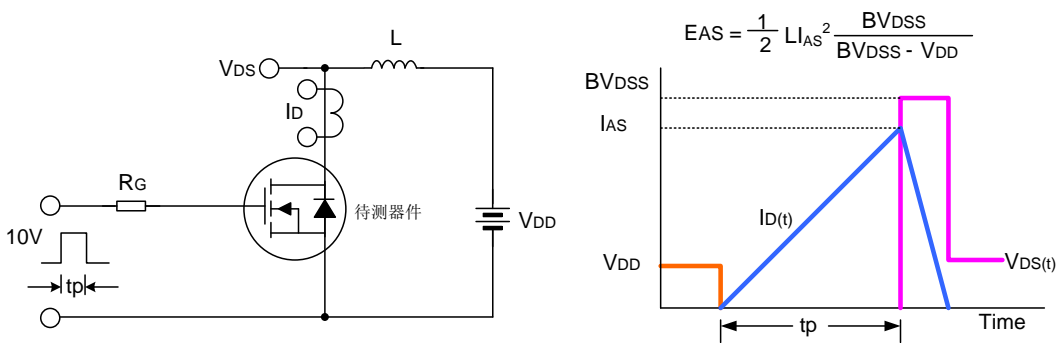 L
VDS
ID
RG
10V
tp
待测器件
VDD
EAS = 1/2 LIAS² BVDSS / (BVDSS - VDD)
BVDSS
IAS
ID(t)
VDD
VDS(t)
tp
Time